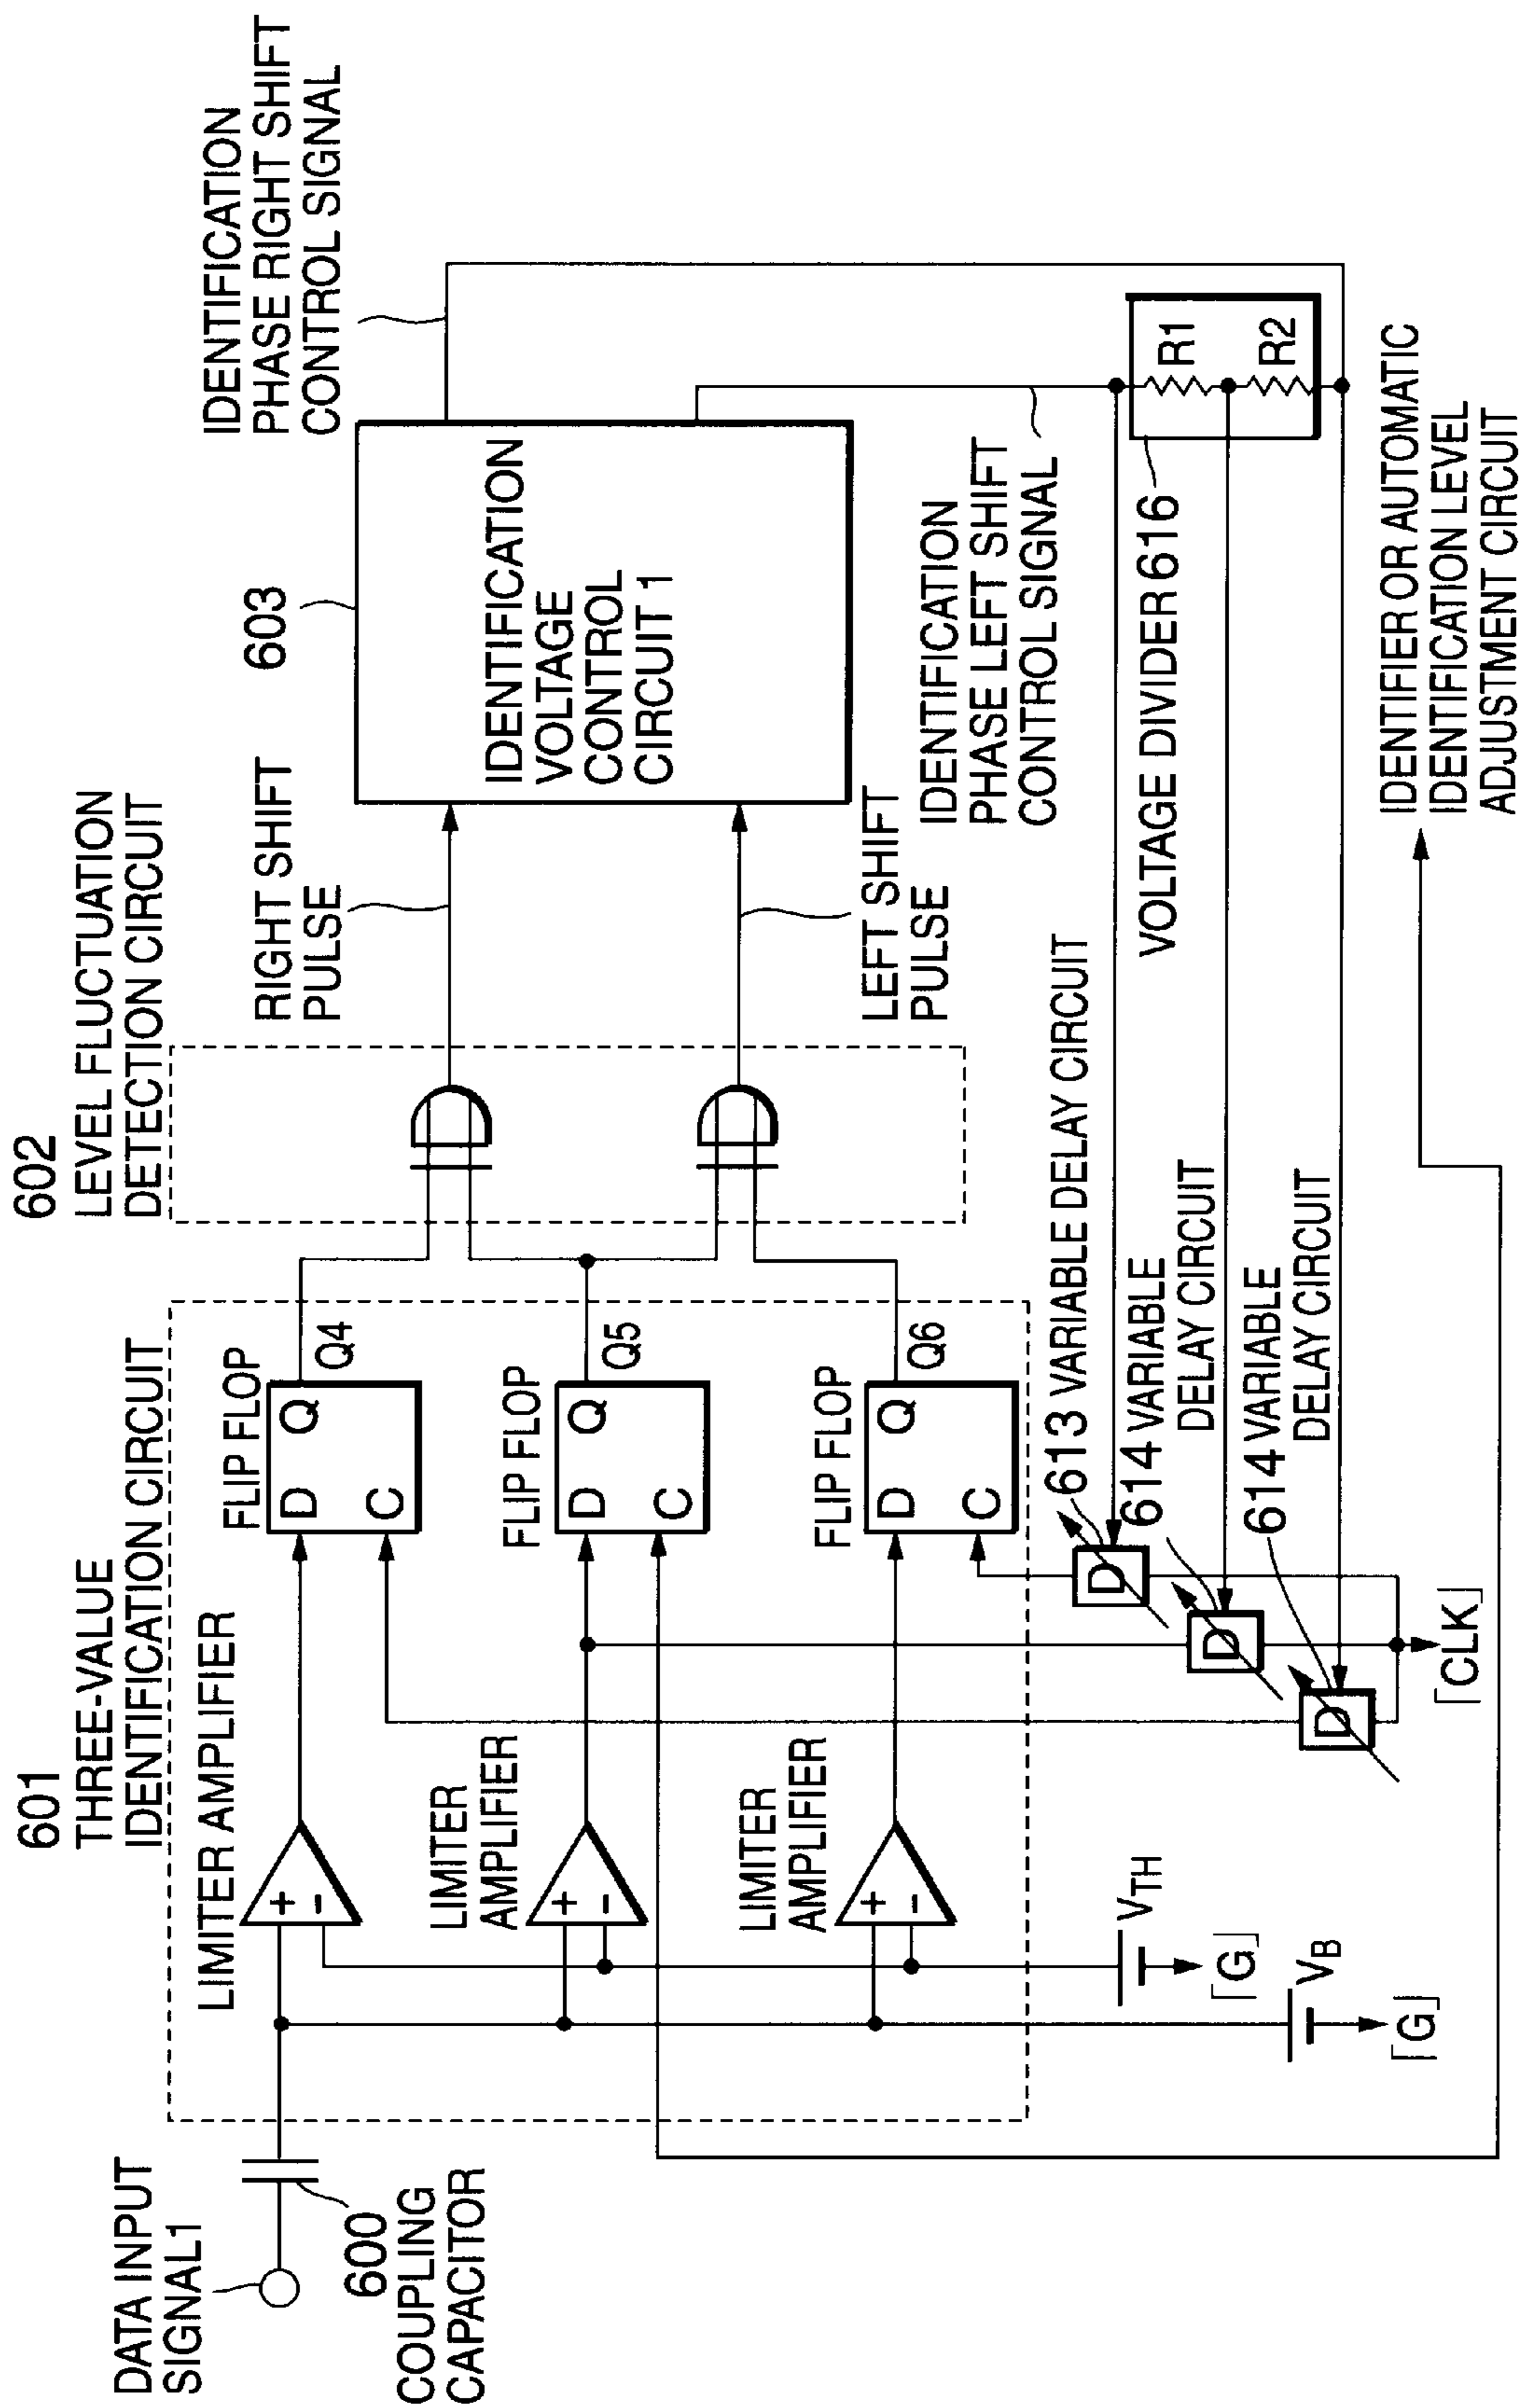 601
THREE-VALUE
IDENTIFICATION CIRCUIT
602
LEVEL FLUCTUATION
DETECTION CIRCUIT
603
IDENTIFICATION
PHASE RIGHT SHIFT
CONTROL SIGNAL
DATA INPUT
SIGNAL1
600
COUPLING
CAPACITOR
LIMITER AMPLIFIER
+
-
FLIP FLOP
D Q
C
Q4
RIGHT SHIFT
PULSE
IDENTIFICATION
VOLTAGE
CONTROL
CIRCUIT 1
LIMITER
AMPLIFIER
+
-
FLIP FLOP
D Q
C
Q5
LIMITER
AMPLIFIER
+
-
FLIP FLOP
D Q
C
Q6
LEFT SHIFT
PULSE
IDENTIFICATION
PHASE LEFT SHIFT
CONTROL SIGNAL
613 VARIABLE DELAY CIRCUIT
D
614 VARIABLE
DELAY CIRCUIT
D
614 VARIABLE
DELAY CIRCUIT
D
VOLTAGE DIVIDER 616
R1
R2
VTH
「G」
VB
「G」
「CLK」
IDENTIFIER OR AUTOMATIC
IDENTIFICATION LEVEL
ADJUSTMENT CIRCUIT